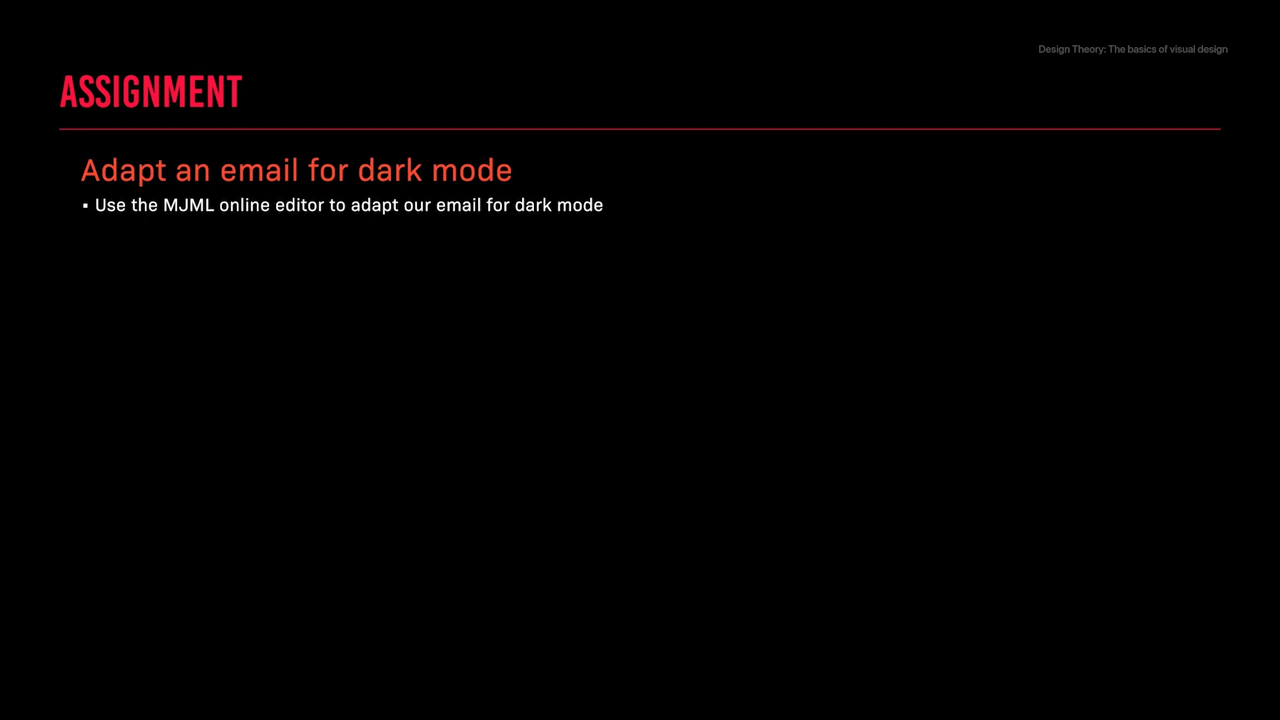 Design Theory: The basics of visual design
ASSIGNMENT
Adapt an email for dark mode
▪ Use the MJML online editor to adapt our email for dark mode